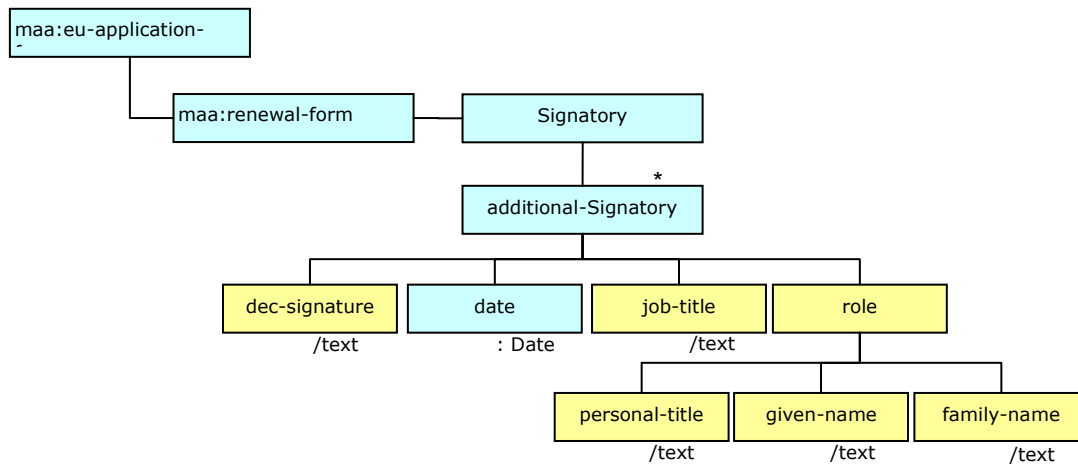 maa:eu-application-
maa:renewal-form
Signatory
*
additional-Signatory
dec-signature
date
job-title
role
/text
: Date
/text
personal-title
given-name
family-name
/text
/text
/text